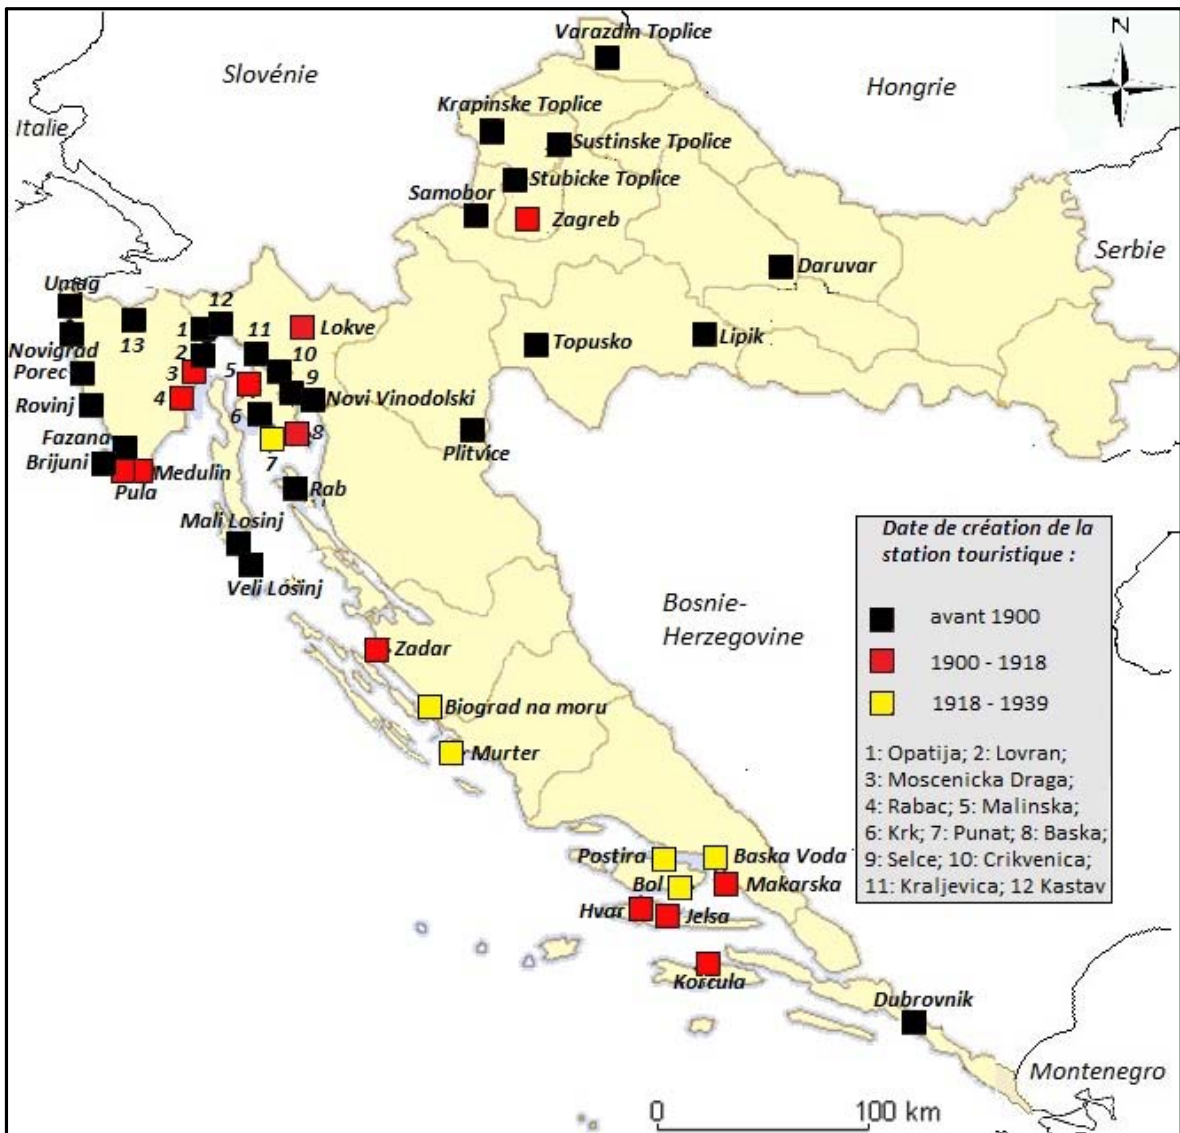 Varazdin Toplice
N
Slovénie
Hongrie
Krapinske Toplice
Italie
Sustinske Tpolice
Stubicke Toplice
Samobor
Zagreb
Serbie
Daruvar
Umag
12
1
11
Lokve
13
Topusko
Lipik
Novigrad
2
10
Porec
3
5
9
4
Novi Vinodolski
Rovinj
6
8
Plitvice
Fazana
7
Brijuni
Medulin
Pula
Rab
Mali Losinj
Veli Losinj
Date de création de la
station touristique :
avant 1900
1900 - 1918
1918 - 1939
1: Opatija; 2: Lovran;
3: Moscenicka Draga;
4: Rabac; 5: Malinska;
6: Krk; 7: Punat; 8: Baska;
9: Selce; 10: Crikvenica;
11: Kraljevica; 12 Kastav
Bosnie-
Herzegovine
Zadar
Biograd na moru
Murter
Postira
Baska Voda
Bol
Makarska
Hvar
Jelsa
Korcula
Dubrovnik
Montenegro
0
100 km